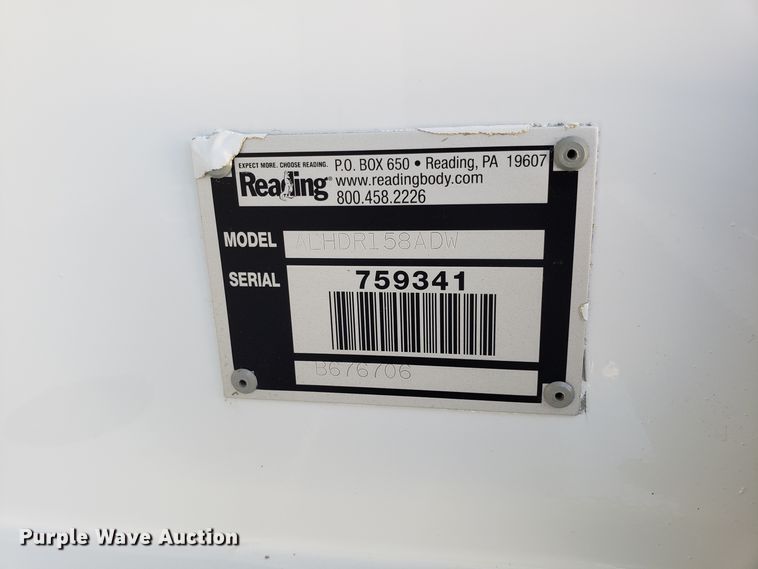 EXPECT MORE. CHOOSE READING.
Reading®
P.O. BOX 650 • Reading, PA 19607
www.readingbody.com
800.458.2226
MODEL ALHDR158ADW
SERIAL 759341
B676706
Purple Wave Auction